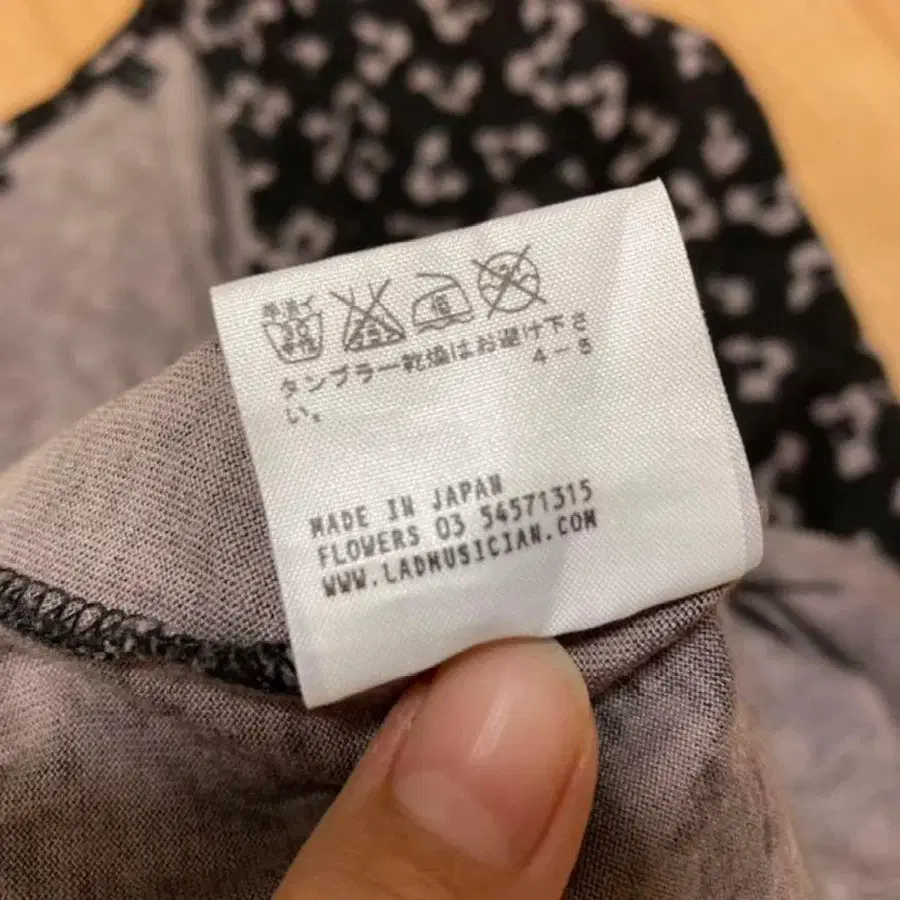 手洗イ
30
中性
中
タンブラー乾燥はお避け下さ
い。 4-5
MADE IN JAPAN
FLOWERS 03 54571315
WWW.LADMUSICIAN.COM